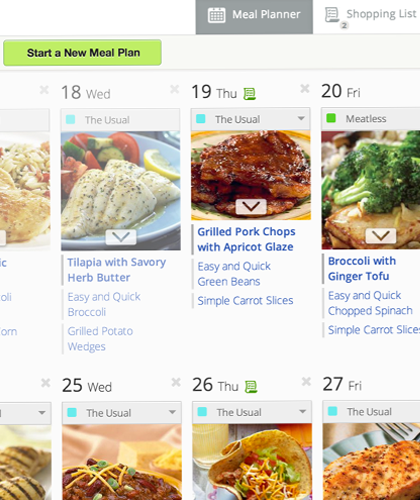 Meal Planner
Shopping List
2
Start a New Meal Plan
18 Wed
19 Thu
20 Fri
The Usual
The Usual
Meatless
Tilapia with Savory
Herb Butter
Easy and Quick
Broccoli
Grilled Potato
Wedges
Grilled Pork Chops
with Apricot Glaze
Easy and Quick
Green Beans
Simple Carrot Slices
Broccoli with
Ginger Tofu
Easy and Quick
Chopped Spinach
Simple Carrot Slices
25 Wed
26 Thu
27 Fri
The Usual
The Usual
The Usual